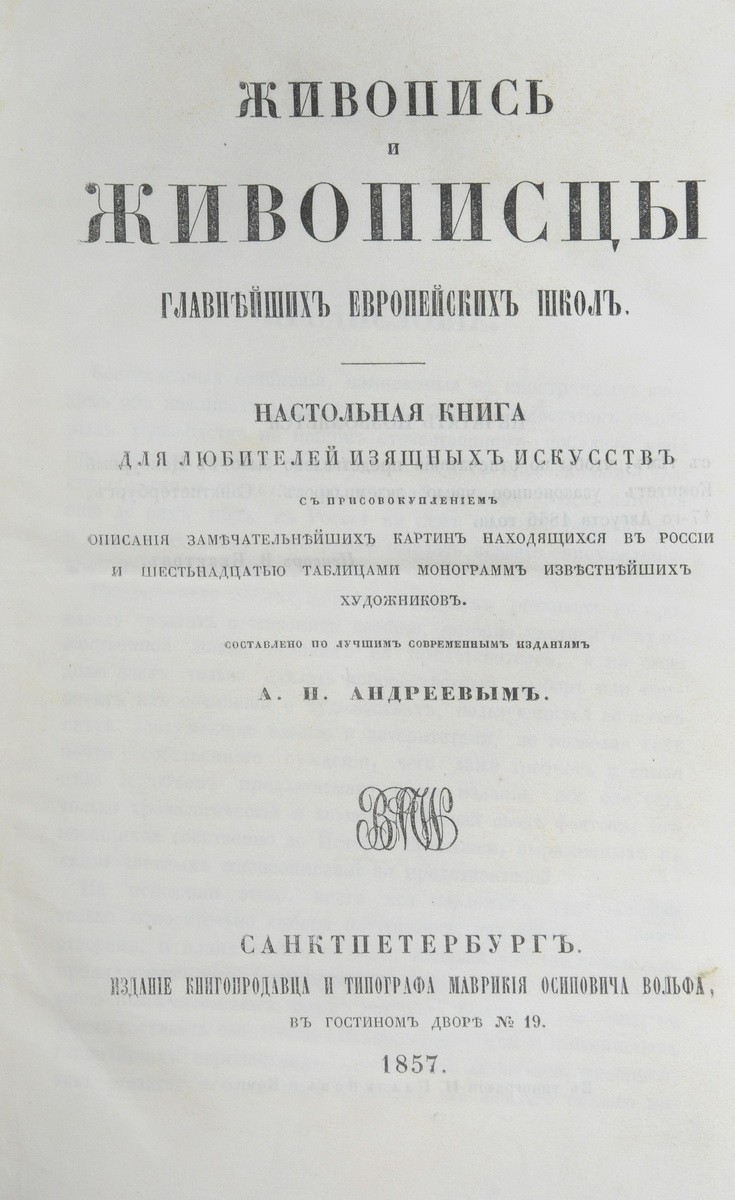 ЖИВОПИСЬ
И
ЖИВОПИСЦЫ
ГЛАВНѢЙШИХЪ ЕВРОПЕЙСКИХЪ ШКОЛЪ.
НАСТОЛЬНАЯ КНИГА
ДЛЯ ЛЮБИТЕЛЕЙ ИЗЯЩНЫХЪ ИСКУССТВЪ
СЪ ПРИСОВОКУПЛЕНІЕМЪ
ОПИСАНІЯ ЗАМѢЧАТЕЛЬНѢЙШИХЪ КАРТИНЪ НАХОДЯЩИХСЯ ВЪ РОССІИ
И ШЕСТЬНАДЦАТЬЮ ТАБЛИЦАМИ МОНОГРАММЪ ИЗВѢСТНѢЙШИХЪ
ХУДОЖНИКОВЪ.
СОСТАВЛЕНО ПО ЛУЧШИМЪ СОВРЕМЕННЫМЪ ИЗДАНІЯМЪ
А. Н. АНДРЕЕВЫМЪ.
САНКТПЕТЕРБУРГЪ.
ИЗДАНІЕ КНИГОПРОДАВЦА И ТИПОГРАФА МАВРИКІЯ ОСИПОВИЧА ВОЛЬФА,
ВЪ ГОСТИНОМЪ ДВОРѢ № 19.
1857.